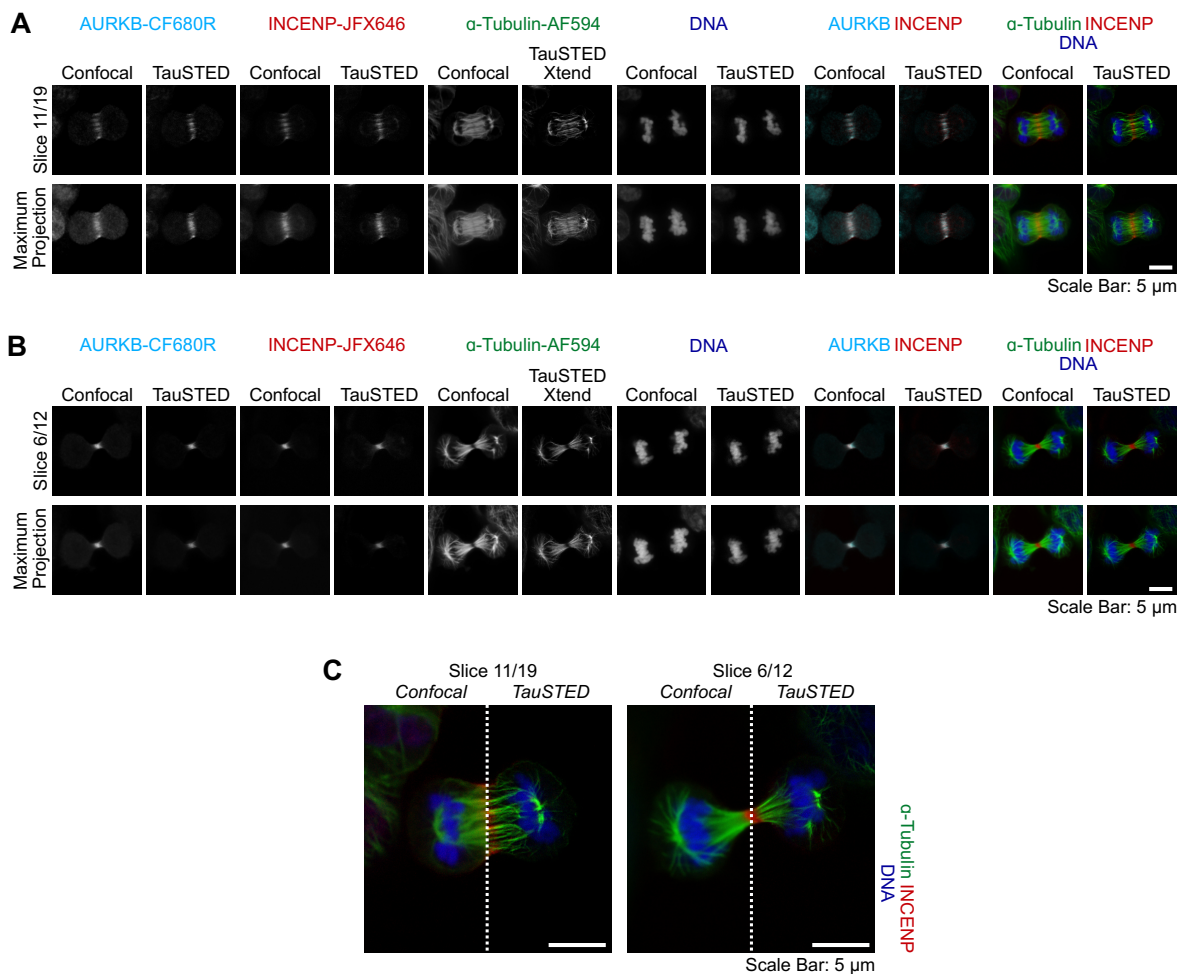 A
AURKB-CF680R INCENP-JFX646 α-Tubulin-AF594 DNA AURKB INCENP α-Tubulin INCENP
DNA
Confocal TauSTED Confocal TauSTED Confocal TauSTED Xtend Confocal TauSTED Confocal TauSTED Confocal TauSTED
Slice 11/19
Maximum
Projection
Scale Bar: 5 μm
B
AURKB-CF680R INCENP-JFX646 α-Tubulin-AF594 DNA AURKB INCENP α-Tubulin INCENP
DNA
Confocal TauSTED Confocal TauSTED Confocal TauSTED Xtend Confocal TauSTED Confocal TauSTED Confocal TauSTED
Slice 6/12
Maximum
Projection
Scale Bar: 5 μm
C
Slice 11/19 Slice 6/12
Confocal TauSTED Confocal TauSTED
α-Tubulin INCENP
DNA
Scale Bar: 5 μm